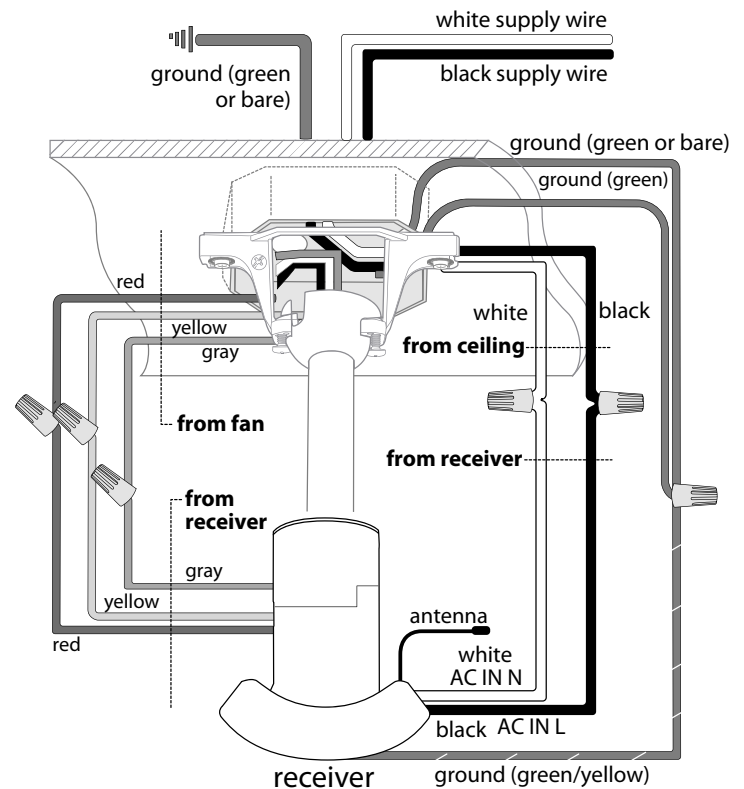 white supply wire
ground (green
or bare)
black supply wire
ground (green or bare)
ground (green)
red
white
black
yellow
gray
from ceiling
from fan
from receiver
from
receiver
gray
yellow
red
antenna
white
AC IN N
black AC IN L
receiver
ground (green/yellow)